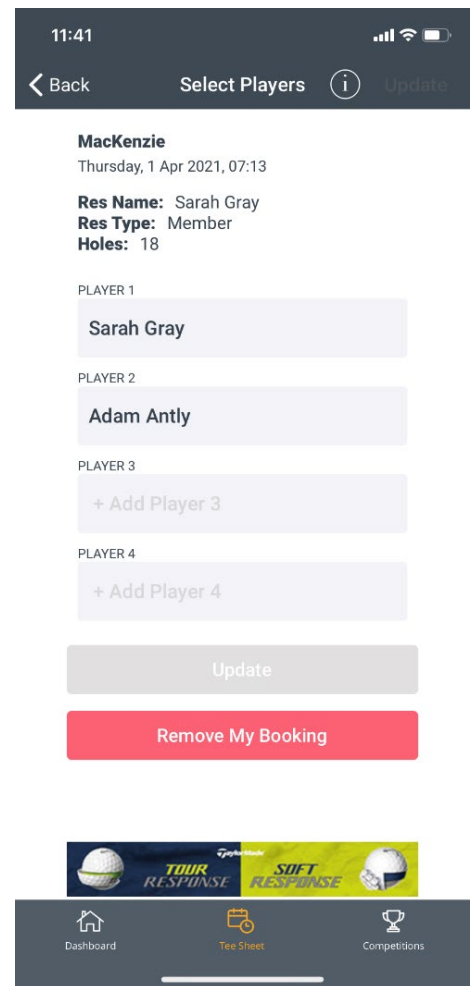 11:41
Back Select Players i Update
MacKenzie
Thursday, 1 Apr 2021, 07:13
Res Name: Sarah Gray
Res Type: Member
Holes: 18
PLAYER 1
Sarah Gray
PLAYER 2
Adam Antly
PLAYER 3
+ Add Player 3
PLAYER 4
+ Add Player 4
Update
Remove My Booking
TaylorMade
TOUR RESPONSE
SOFT RESPONSE
Dashboard Tee Sheet Competitions